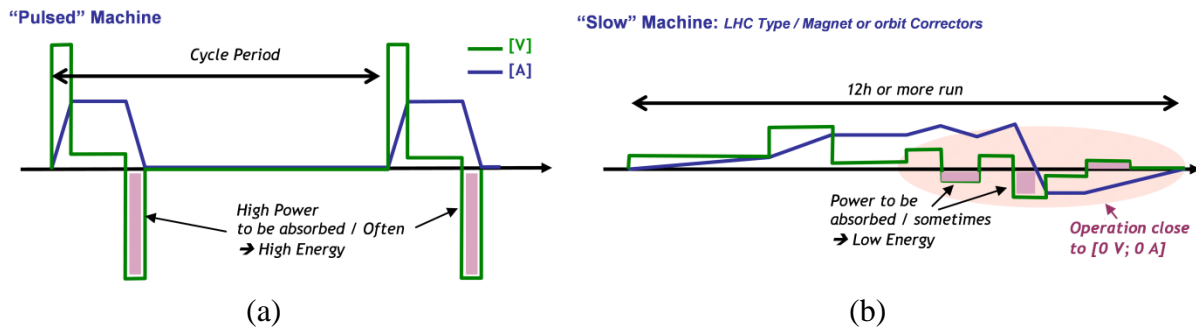 “Pulsed” Machine
Cycle Period
[V]
[A]
High Power
to be absorbed / Often
➔ High Energy
(a)
“Slow” Machine: LHC Type / Magnet or orbit Correctors
12h or more run
Power to be
absorbed / sometimes
➔ Low Energy
Operation close
to [0 V; 0 A]
(b)